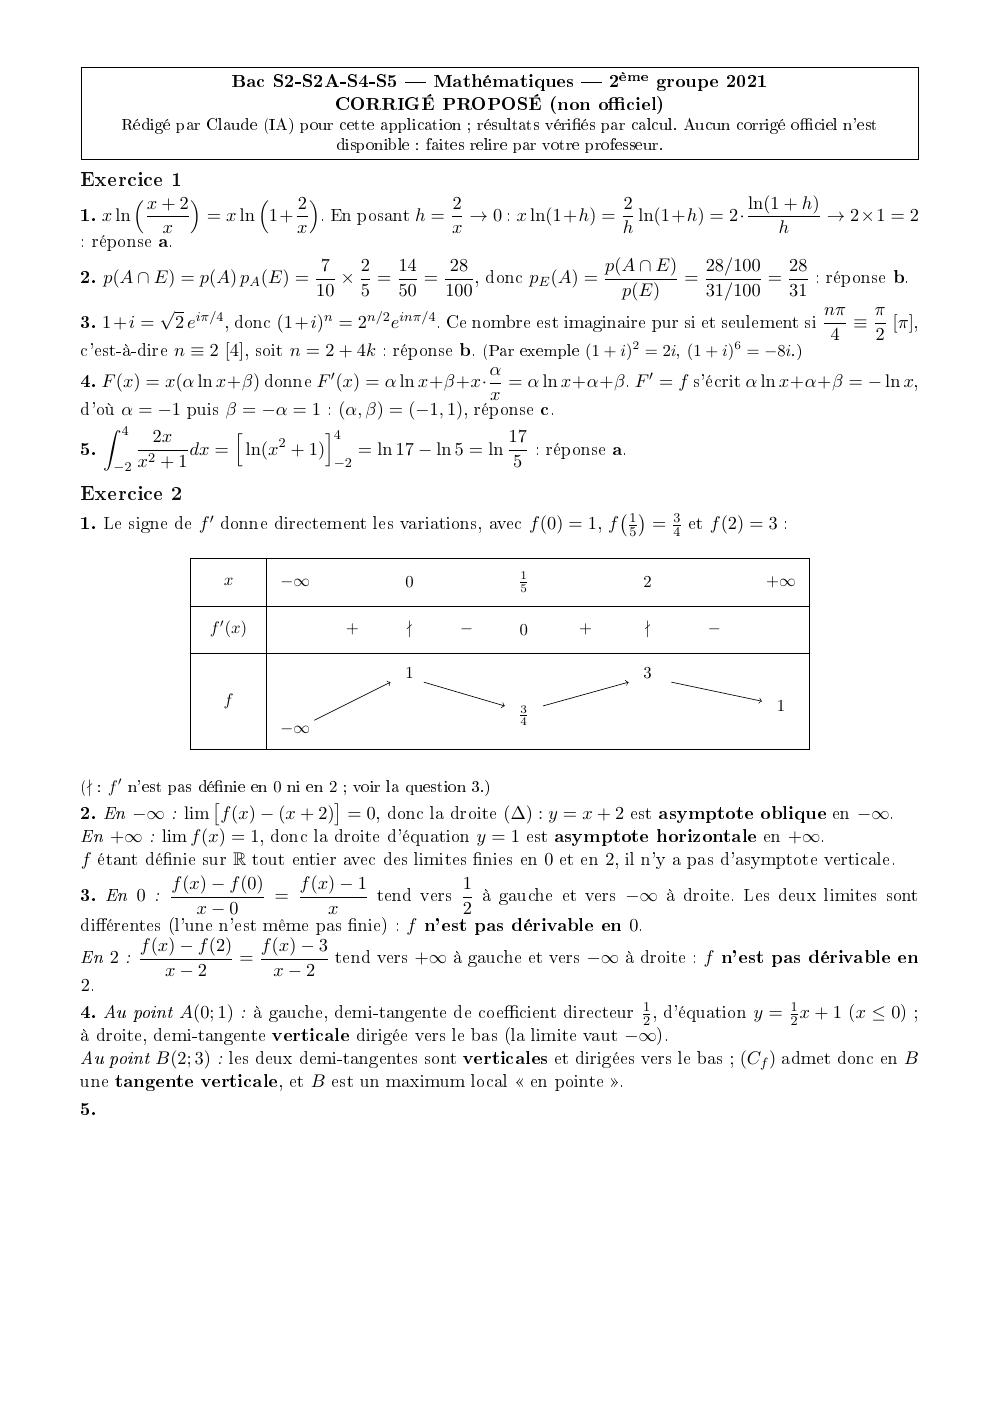 Bac S2-S2A-S4-S5 — Mathématiques — 2ème groupe 2021
CORRIGÉ PROPOSÉ (non officiel)
Rédigé par Claude (IA) pour cette application ; résultats vérifiés par calcul. Aucun corrigé officiel n'est
disponible : faites relire par votre professeur.
Exercice 1
1. x ln((x + 2)/x) = x ln(1+2/x). En posant h = 2/x → 0 : x ln(1+h) = 2/h ln(1+h) = 2·ln(1 + h)/h → 2×1 = 2
: réponse a.
2. p(A ∩ E) = p(A) p_A(E) = 7/10 × 2/5 = 14/50 = 28/100, donc p_E(A) = p(A ∩ E)/p(E) = (28/100)/(31/100) = 28/31 : réponse b.
3. 1+i = √2 e^{iπ/4}, donc (1+i)^n = 2^{n/2}e^{inπ/4}. Ce nombre est imaginaire pur si et seulement si nπ/4 ≡ π/2 [π],
c'est-à-dire n ≡ 2 [4], soit n = 2 + 4k : réponse b. (Par exemple (1 + i)^2 = 2i, (1 + i)^6 = −8i.)
4. F(x) = x(α ln x+β) donne F′(x) = α ln x+β+x·α/x = α ln x+α+β. F′ = f s'écrit α ln x+α+β = − ln x,
d'où α = −1 puis β = −α = 1 : (α, β) = (−1, 1), réponse c.
5. ∫_{−2}^{4} 2x/(x^2 + 1) dx = [ln(x^2 + 1)]_{−2}^{4} = ln 17 − ln 5 = ln 17/5 : réponse a.
Exercice 2
1. Le signe de f′ donne directement les variations, avec f(0) = 1, f(1/5) = 3/4 et f(2) = 3 :
x −∞ 0 1/5 2 +∞
f′(x) + ∤ − 0 + ∤ −
f −∞ 1 3/4 3 1
(∤ : f′ n'est pas définie en 0 ni en 2 ; voir la question 3.)
2. En −∞ : lim [f(x) − (x + 2)] = 0, donc la droite (Δ) : y = x + 2 est asymptote oblique en −∞.
En +∞ : lim f(x) = 1, donc la droite d'équation y = 1 est asymptote horizontale en +∞.
f étant définie sur ℝ tout entier avec des limites finies en 0 et en 2, il n'y a pas d'asymptote verticale.
3. En 0 : (f(x) − f(0))/(x − 0) = (f(x) − 1)/x tend vers 1/2 à gauche et vers −∞ à droite. Les deux limites sont
différentes (l'une n'est même pas finie) : f n'est pas dérivable en 0.
En 2 : (f(x) − f(2))/(x − 2) = (f(x) − 3)/(x − 2) tend vers +∞ à gauche et vers −∞ à droite : f n'est pas dérivable en
2.
4. Au point A(0; 1) : à gauche, demi-tangente de coefficient directeur 1/2, d'équation y = 1/2x + 1 (x ≤ 0) ;
à droite, demi-tangente verticale dirigée vers le bas (la limite vaut −∞).
Au point B(2; 3) : les deux demi-tangentes sont verticales et dirigées vers le bas ; (C_f) admet donc en B
une tangente verticale, et B est un maximum local « en pointe ».
5.